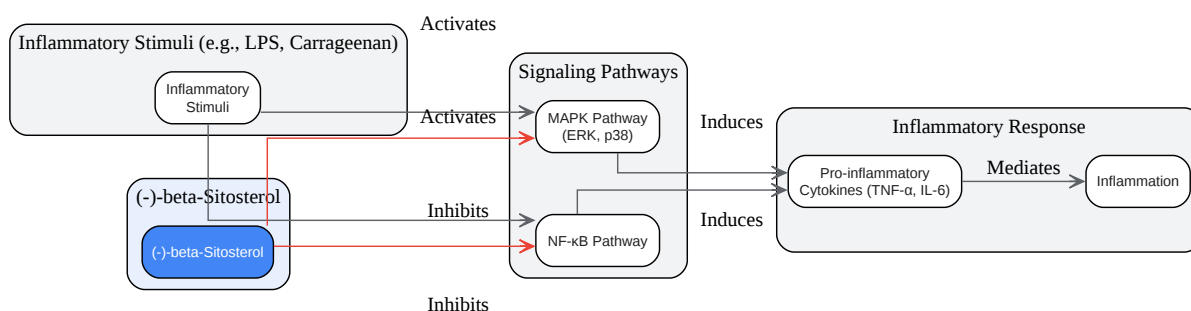 Activates
Inflammatory Stimuli (e.g., LPS, Carrageenan)
Inflammatory
Stimuli
Signaling Pathways
Activates
MAPK Pathway
(ERK, p38)
Induces
Inflammatory Response
Pro-inflammatory
Cytokines (TNF-α, IL-6)
Mediates
Inflammation
(-)-beta-Sitosterol
(-)-beta-Sitosterol
Inhibits
NF-κB Pathway
Induces
Inhibits